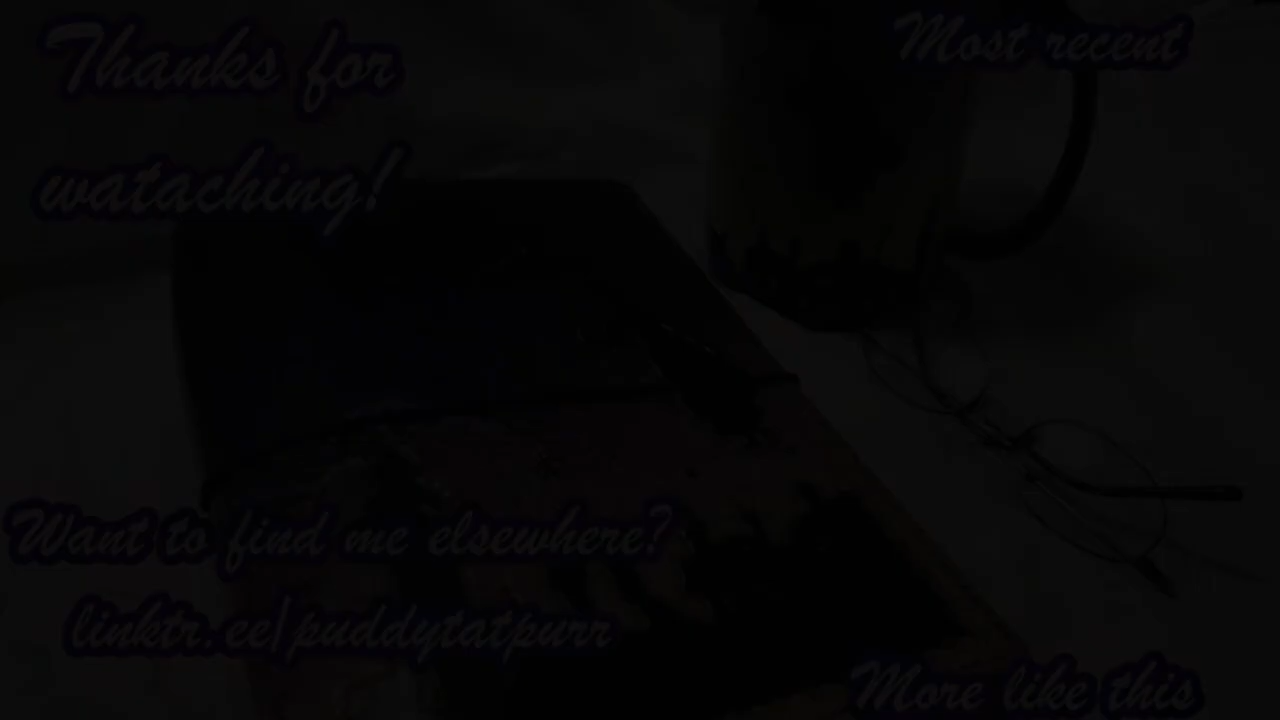 Thanks for
wataching!
Most recent
Want to find me elsewhere?
linktr.ee/puddytatpurr
More like this